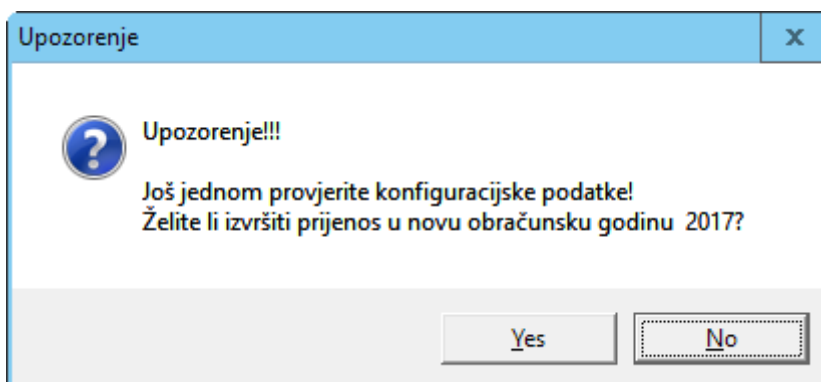 Upozorenje
x
Upozorenje!!!
Još jednom provjerite konfiguracijske podatke!
Želite li izvršiti prijenos u novu obračunsku godinu  2017?
Yes
No